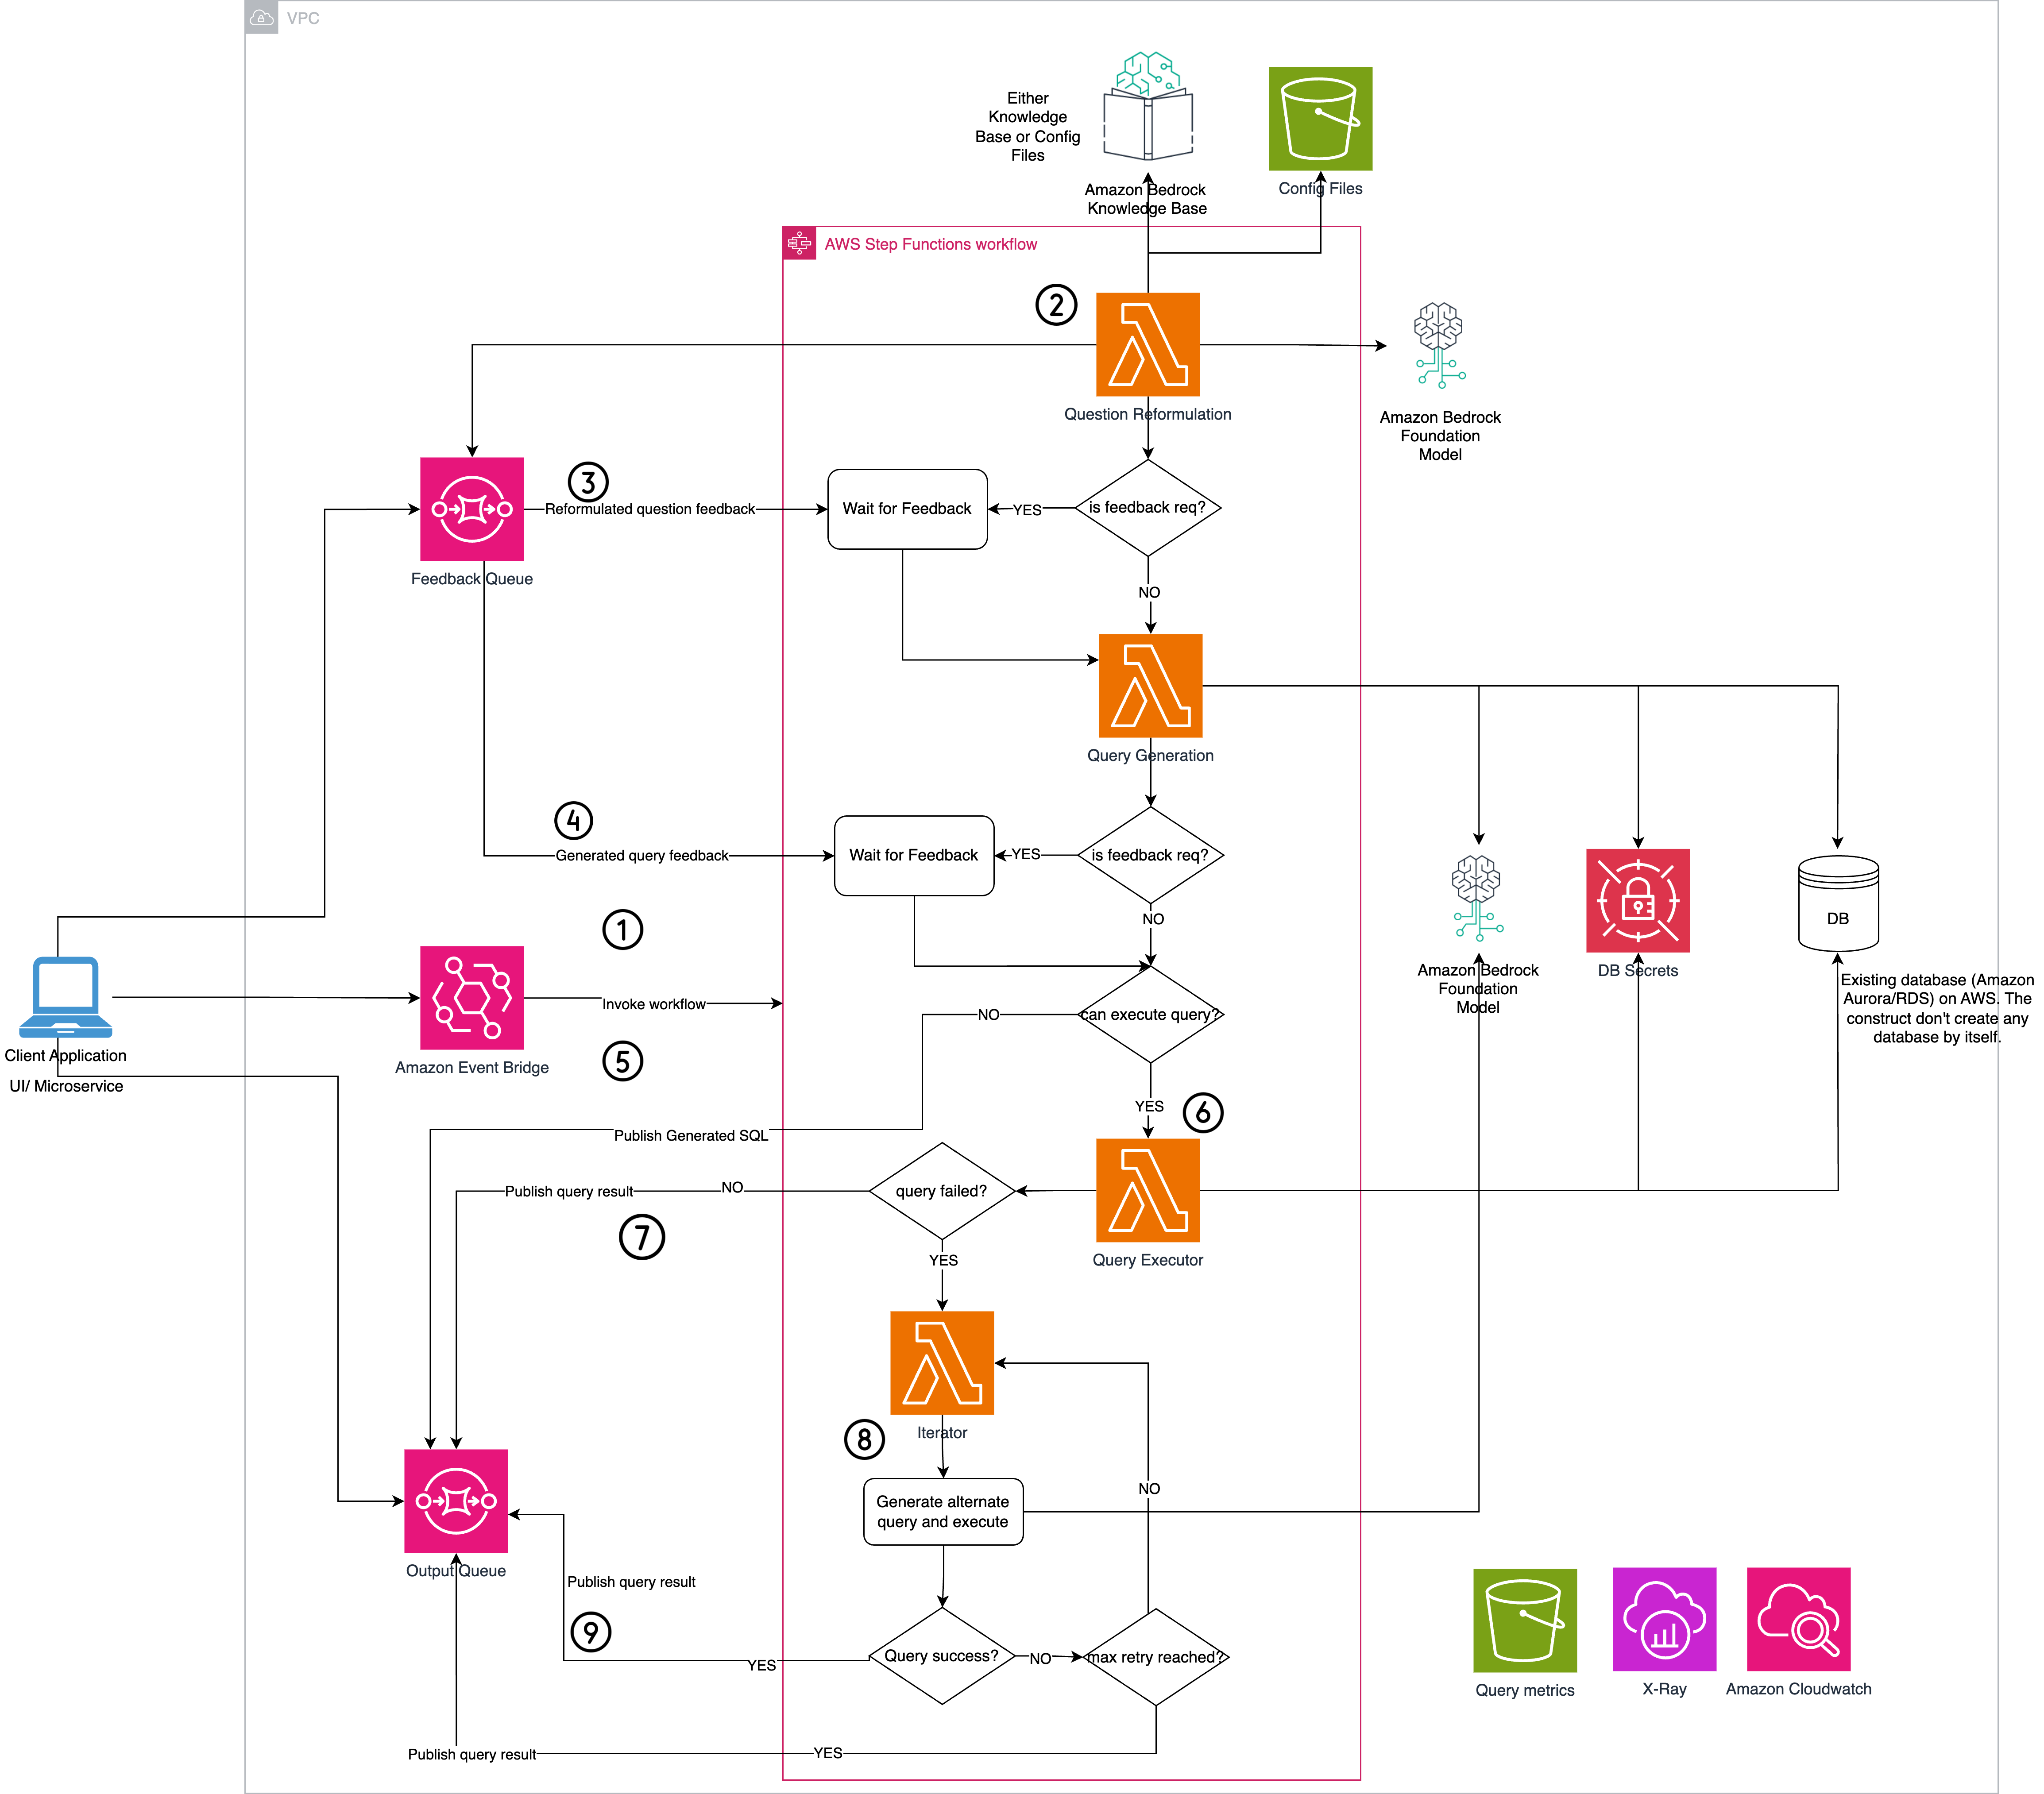 VPC
Either
Knowledge
Base or Config
Files
Amazon Bedrock
Knowledge Base
Config Files
AWS Step Functions workflow
2
Question Reformulation
Amazon Bedrock
Foundation
Model
3
Reformulated question feedback
Wait for Feedback
YES
is feedback req?
Feedback Queue
NO
Query Generation
4
Generated query feedback
Wait for Feedback
YES
is feedback req?
NO
1
Invoke workflow
5
Client Application
UI/ Microservice
Amazon Event Bridge
NO
can execute query?
Amazon Bedrock
Foundation
Model
DB Secrets
DB
Existing database (Amazon
Aurora/RDS) on AWS. The
construct don't create any
database by itself.
YES
6
Publish Generated SQL
Publish query result
NO
query failed?
7
YES
Query Executor
Iterator
8
Generate alternate
query and execute
NO
Output Queue
Publish query result
9
YES
Query success?
NO
max retry reached?
Publish query result
YES
Query metrics
X-Ray
Amazon Cloudwatch